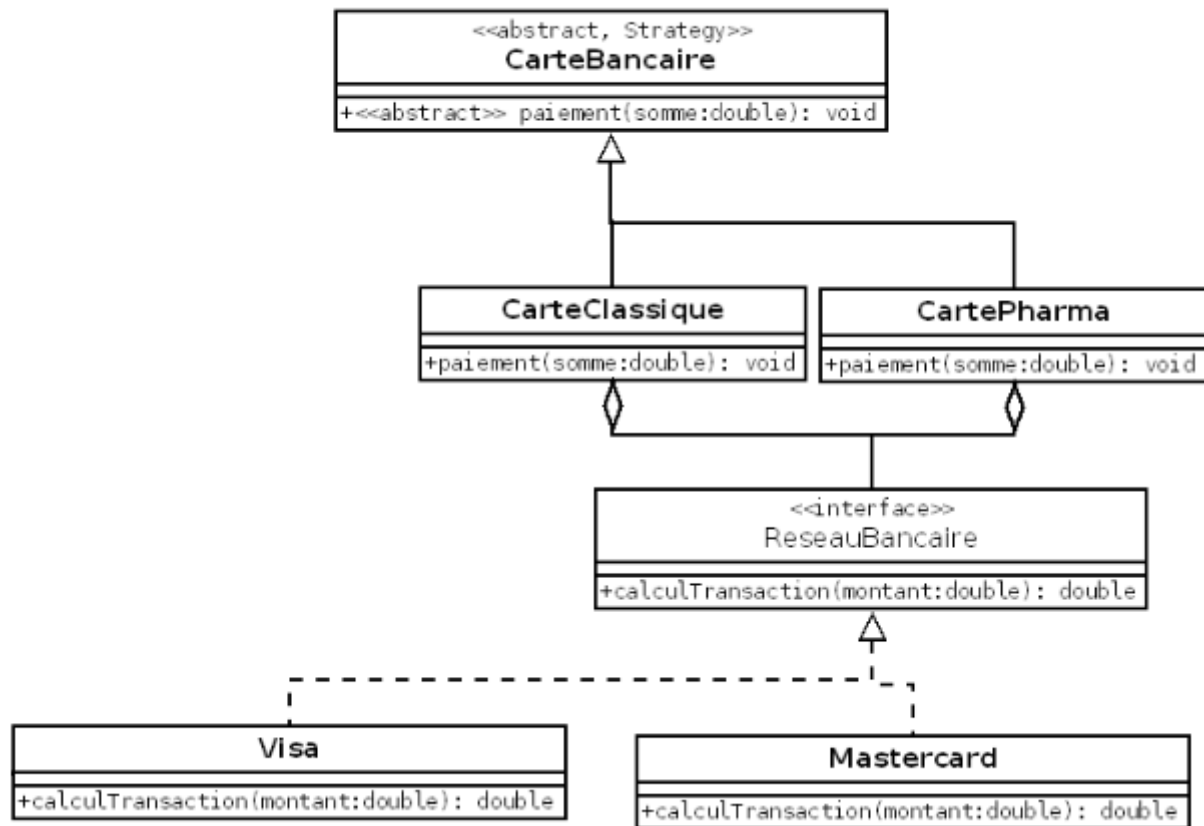 <<abstract, Strategy>>
CarteBancaire
+<<abstract>> paiement(somme:double): void
CarteClassique
+paiement(somme:double): void
CartePharma
+paiement(somme:double): void
<<interface>>
ReseauBancaire
+calculTransaction(montant:double): double
Visa
+calculTransaction(montant:double): double
Mastercard
+calculTransaction(montant:double): double